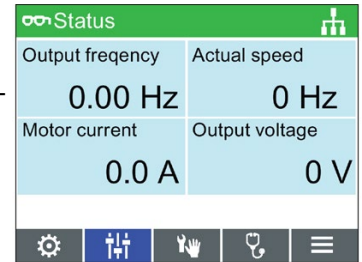 Status
Output freqency
Actual speed
0.00 Hz
0 Hz
Motor current
Output voltage
0.0 A
0 V